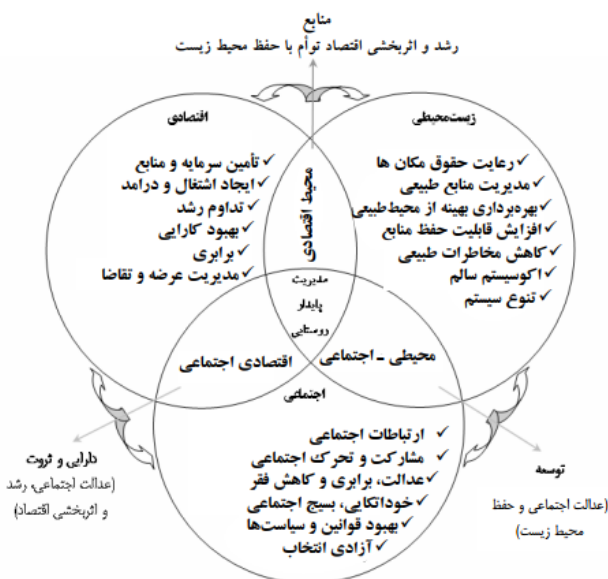 منابع
رشد و اثربخشی اقتصاد توأم با حفظ محیط زیست
زیست‌محیطی
✓ رعایت حقوق مکان ها
✓ مدیریت منابع طبیعی
✓ بهره‌برداری بهینه از محیط‌طبیعی
✓ افزایش قابلیت حفظ منابع
✓ کاهش مخاطرات طبیعی
✓ اکوسیستم سالم
✓ تنوع سیستم
اقتصادی
✓ تأمین سرمایه و منابع
✓ ایجاد اشتغال و درامد
✓ تداوم رشد
✓ بهبود کارایی
✓ برابری
✓ مدیریت عرضه و تقاضا
محیط اقتصادی
مدیریت
پایدار
روستایی
محیطی - اجتماعی
اقتصادی اجتماعی
اجتماعی
✓ ارتباطات اجتماعی
✓ مشارکت و تحرک اجتماعی
✓ عدالت، برابری و کاهش فقر
✓ خوداتکایی، بسیج اجتماعی
✓ بهبود قوانین و سیاست‌ها
✓ آزادی انتخاب
توسعه
(عدالت اجتماعی و حفظ
محیط زیست)
دارایی و ثروت
(عدالت اجتماعی، رشد
و اثربخشی اقتصاد)